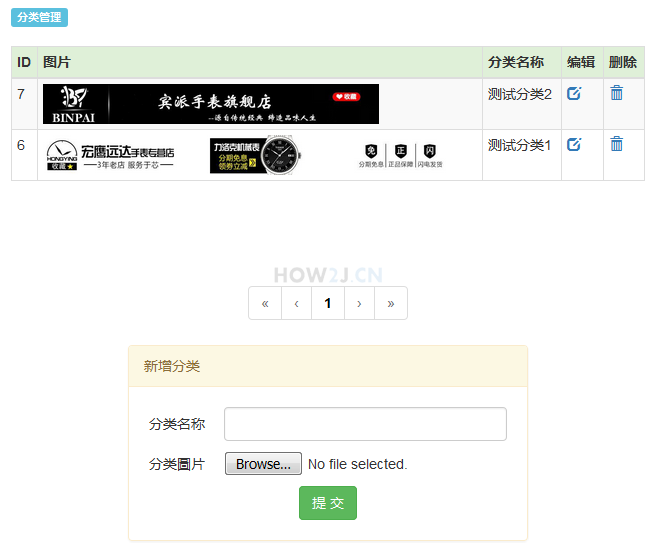 分类管理
ID 图片 分类名称 编辑 删除
7 BINPAI 宾派手表旗舰店 收藏 测试分类2
--源自传统经典 缔造品味人生
6 HONGYING 宏鹰远达手表专营店 收藏★ 3年老店 服务于芯 力洛克机械表 分期免息 领券立减 免 正 闪 分期免息 正品保障 闪电发货 测试分类1
HOW2J.CN
« ‹ 1 › »
新增分类
分类名称
分类圖片 Browse... No file selected.
提 交